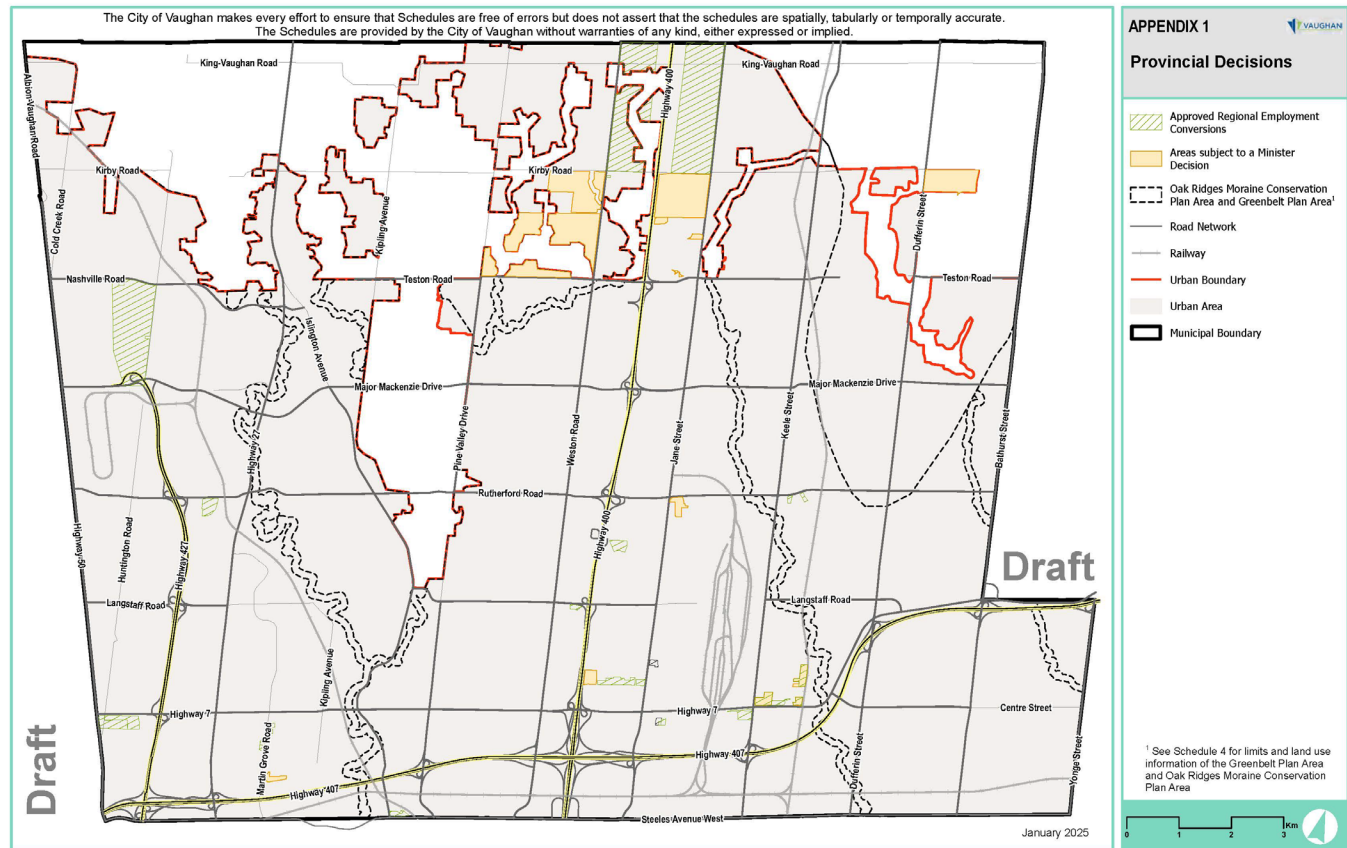 The City of Vaughan makes every effort to ensure that Schedules are free of errors but does not assert that the schedules are spatially, tabularly or temporally accurate.
The Schedules are provided by the City of Vaughan without warranties of any kind, either expressed or implied.
King-Vaughan Road
King-Vaughan Road
Highway 400
Albion-Vaughan Road
Kirby Road
Kirby Road
Cold Creek Road
Kipling Avenue
Dufferin Street
Nashville Road
Teston Road
Teston Road
Islington Avenue
Major Mackenzie Drive
Major Mackenzie Drive
Highway 27
Pine Valley Drive
Weston Road
Jane Street
Keele Street
Bathurst Street
Rutherford Road
Highway 50
Huntington Road
Highway 427
Highway 400
Draft
Langstaff Road
Langstaff Road
Kipling Avenue
Highway 7
Highway 7
Centre Street
Martin Grove Road
Highway 407
Highway 407
Dufferin Street
Yonge Street
Draft
Steeles Avenue West
January 2025
APPENDIX 1
VAUGHAN
Provincial Decisions
Approved Regional Employment
Conversions
Areas subject to a Minister
Decision
Oak Ridges Moraine Conservation
Plan Area and Greenbelt Plan Area¹
Road Network
Railway
Urban Boundary
Urban Area
Municipal Boundary
¹ See Schedule 4 for limits and land use
information of the Greenbelt Plan Area
and Oak Ridges Moraine Conservation
Plan Area
Km
0 1 2 3